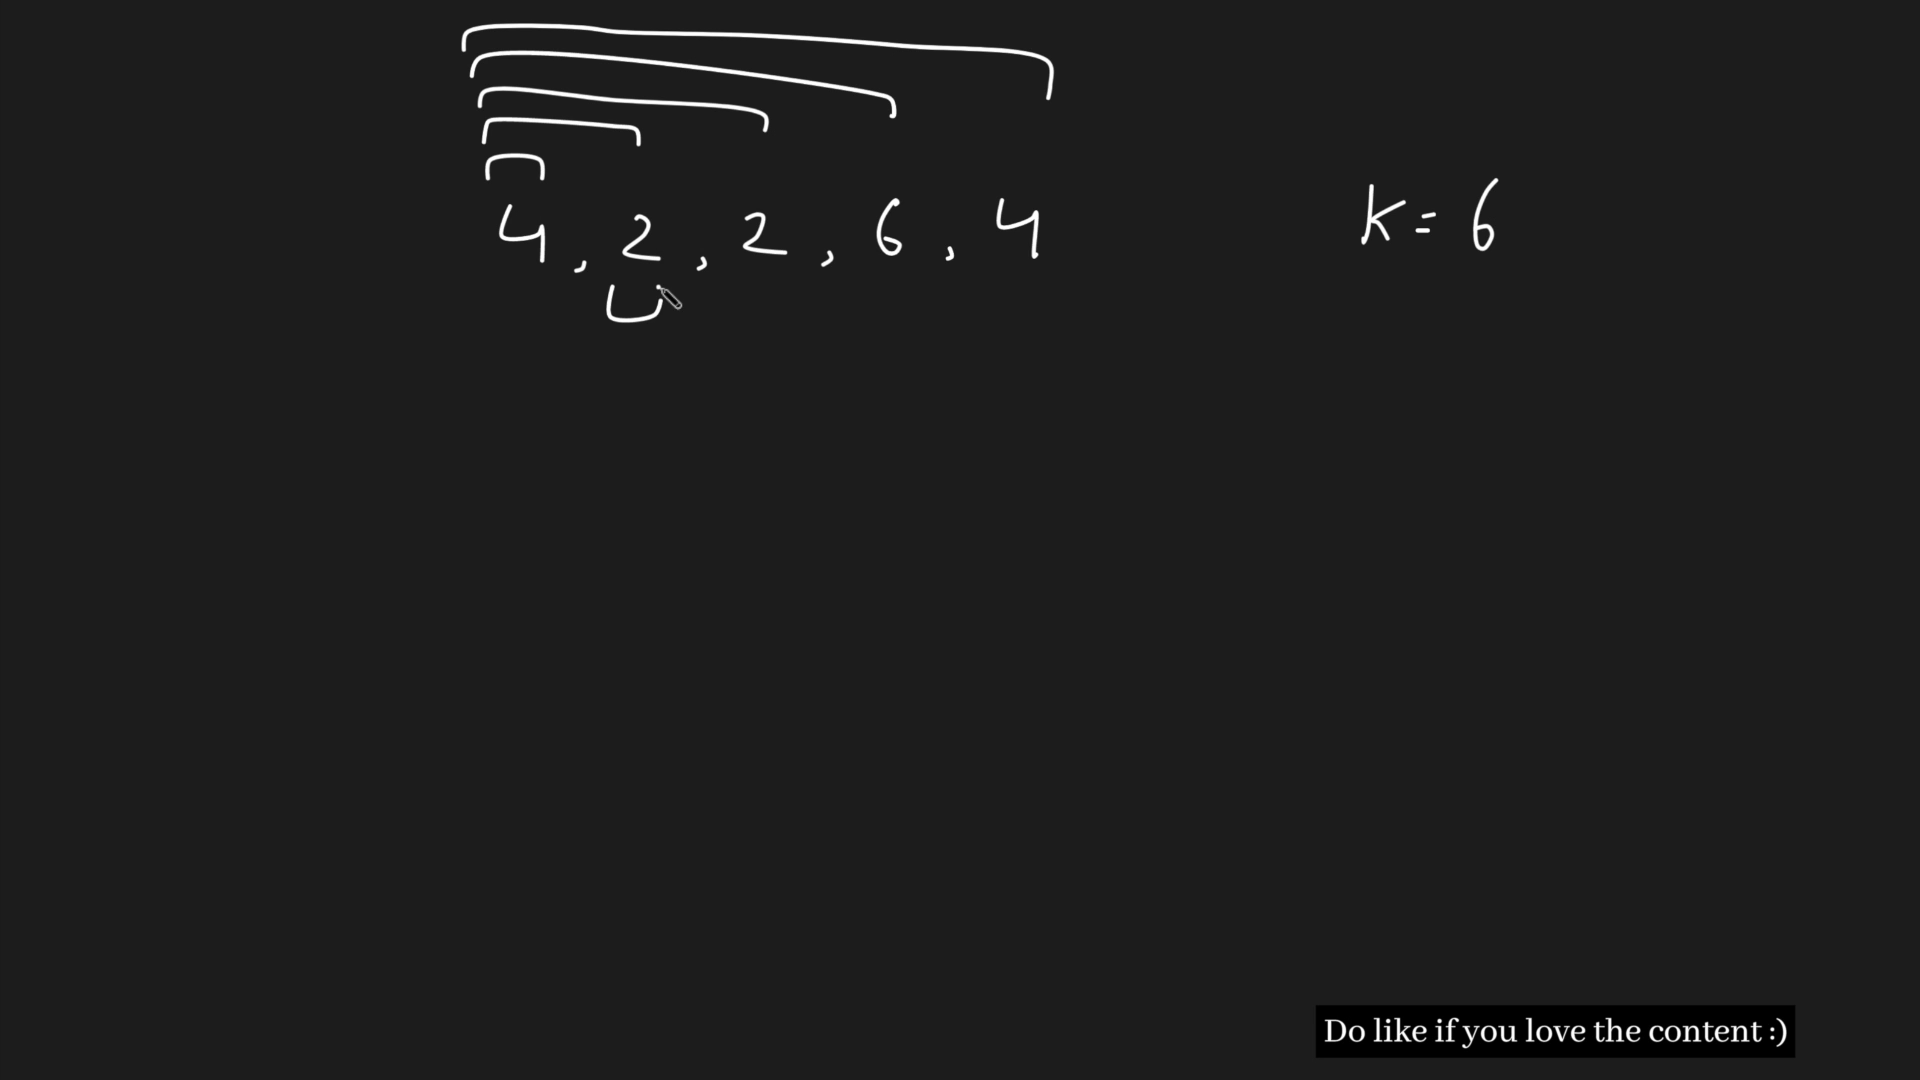 4, 2, 2, 6, 4
K = 6
Do like if you love the content :)